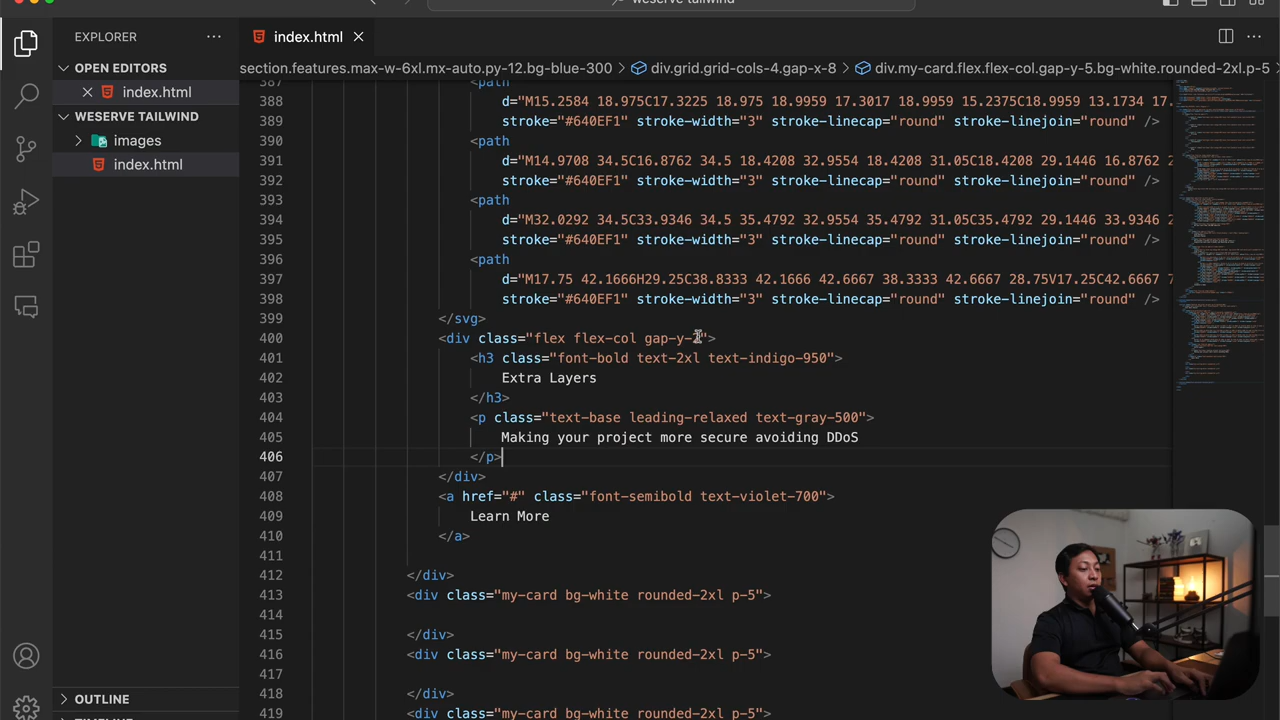 weserve tailwind
EXPLORER
index.html
OPEN EDITORS
index.html
WESERVE TAILWIND
images
index.html
OUTLINE
section.features.max-w-6xl.mx-auto.py-12.bg-blue-300 > div.grid.grid-cols-4.gap-x-8 > div.my-card.flex.flex-col.gap-y-5.bg-white.rounded-2xl.p-5 >
387 <path
388 d="M15.2584 18.975C17.3225 18.975 18.9959 17.3017 18.9959 15.2375C18.9959 13.1734 17.
389 stroke="#640EF1" stroke-width="3" stroke-linecap="round" stroke-linejoin="round" />
390 <path
391 d="M14.9708 34.5C16.8762 34.5 18.4208 32.9554 18.4208 31.05C18.4208 29.1446 16.8762 2
392 stroke="#640EF1" stroke-width="3" stroke-linecap="round" stroke-linejoin="round" />
393 <path
394 d="M32.0292 34.5C33.9346 34.5 35.4792 32.9554 35.4792 31.05C35.4792 29.1446 33.9346
395 stroke="#640EF1" stroke-width="3" stroke-linecap="round" stroke-linejoin="round" />
396 <path
397 d="M17.75 42.1666H29.25C38.8333 42.1666 42.6667 38.3333 42.6667 28.75V17.25C42.6667 7
398 stroke="#640EF1" stroke-width="3" stroke-linecap="round" stroke-linejoin="round" />
399 </svg>
400 <div class="flex flex-col gap-y-
401 <h3 class="font-bold text-2xl text-indigo-950">
402 Extra Layers
403 </h3>
404 <p class="text-base leading-relaxed text-gray-500">
405 Making your project more secure avoiding DDoS
406 </p>
407 </div>
408 <a href="#" class="font-semibold text-violet-700">
409 Learn More
410 </a>
411
412 </div>
413 <div class="my-card bg-white rounded-2xl p-5">
414
415 </div>
416 <div class="my-card bg-white rounded-2xl p-5">
417
418 </div>
419 <div class="my-card bg-white rounded-2xl p-5">